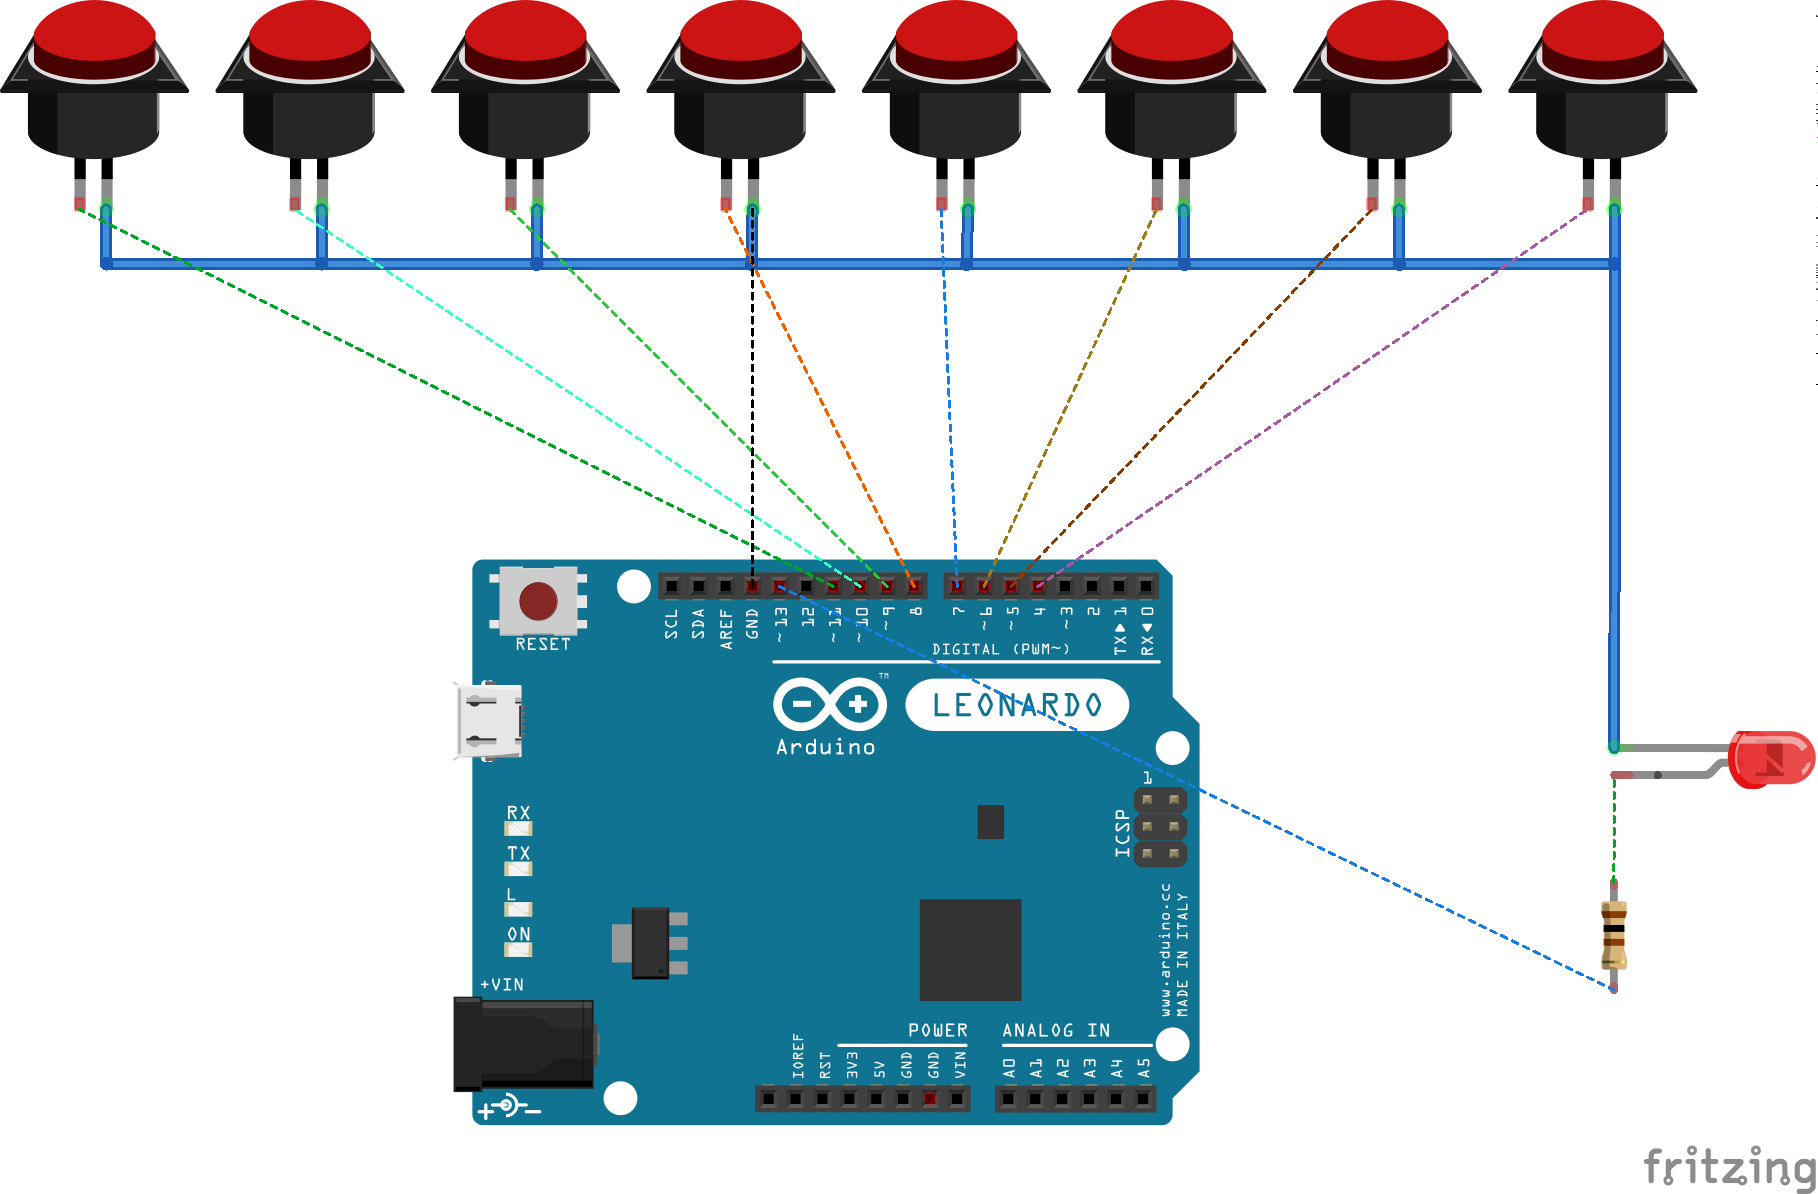 SCL
SDA
AREF
GND
~13
12
~11
~10
~9
8
7
~6
~5
4
~3
2
TX▶1
RX◀0
RESET
DIGITAL (PWM~)
TM
LEONARDO
Arduino
1
ICSP
RX
TX
L
ON
+VIN
www.arduino.cc
MADE IN ITALY
POWER
ANALOG IN
IOREF
RST
3V3
5V
GND
GND
VIN
A0
A1
A2
A3
A4
A5
fritzing